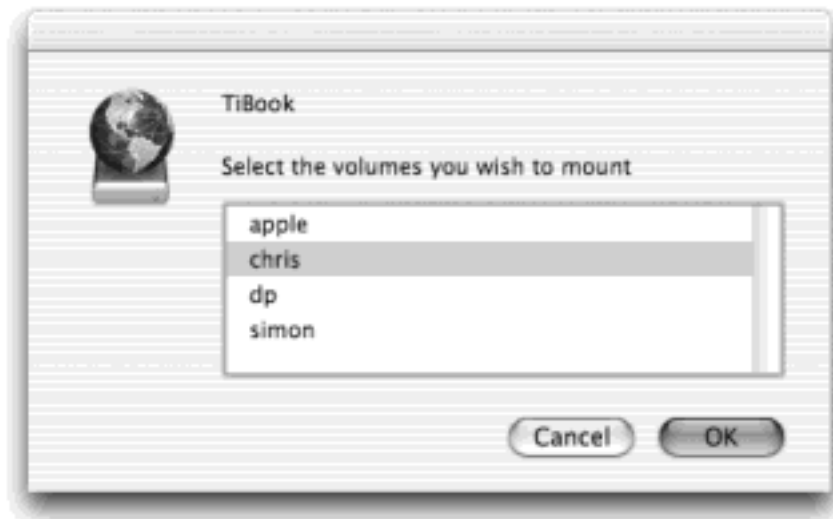 TiBook
Select the volumes you wish to mount
apple
chris
dp
simon
Cancel OK